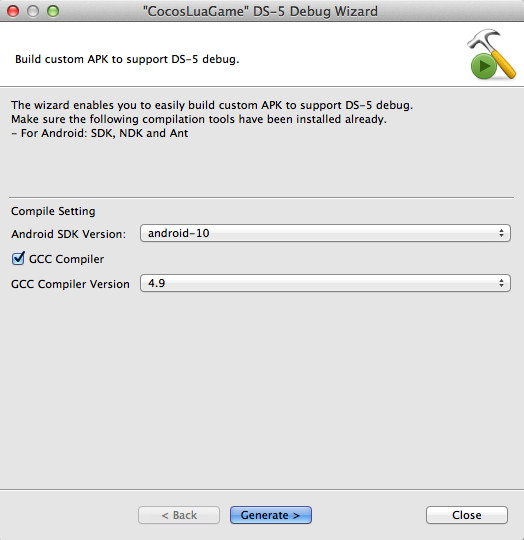 "CocosLuaGame" DS-5 Debug Wizard
Build custom APK to support DS-5 debug.
The wizard enables you to easily build custom APK to support DS-5 debug.
Make sure the following compilation tools have been installed already.
- For Android: SDK, NDK and Ant
Compile Setting
Android SDK Version: android-10
GCC Compiler
GCC Compiler Version 4.9
< Back Generate > Close